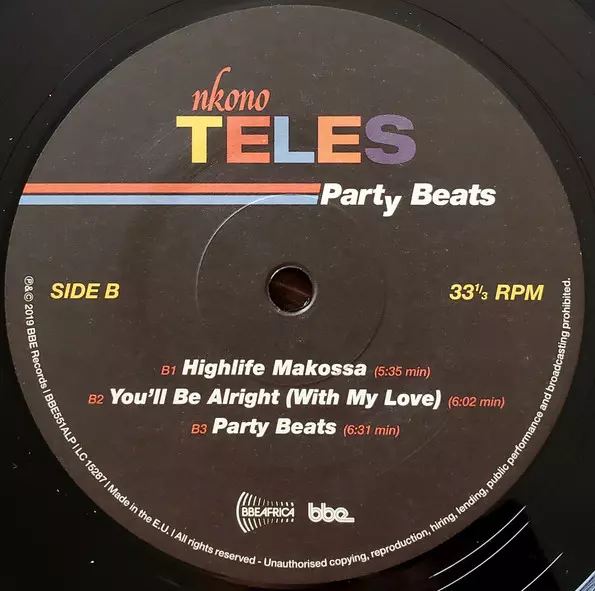 nkono
TELES
Party Beats
SIDE B
33 1/3 RPM
B1 Highlife Makossa (5:35 min)
B2 You'll Be Alright (With My Love) (6:02 min)
B3 Party Beats (6:31 min)
BBEAFRICA bbe
℗&© 2019 BBE Records | BBE551ALP | LC 15287 | Made in the E.U. | All rights reserved - Unauthorised copying, reproduction, hiring, lending, public performance and broadcasting prohibited.